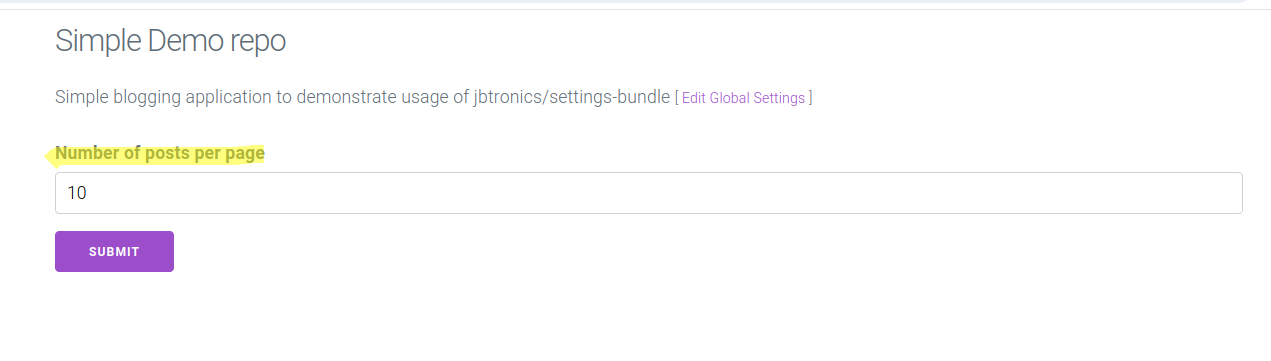 Simple Demo repo
Simple blogging application to demonstrate usage of jbtronics/settings-bundle [ Edit Global Settings ]
Number of posts per page
10
SUBMIT